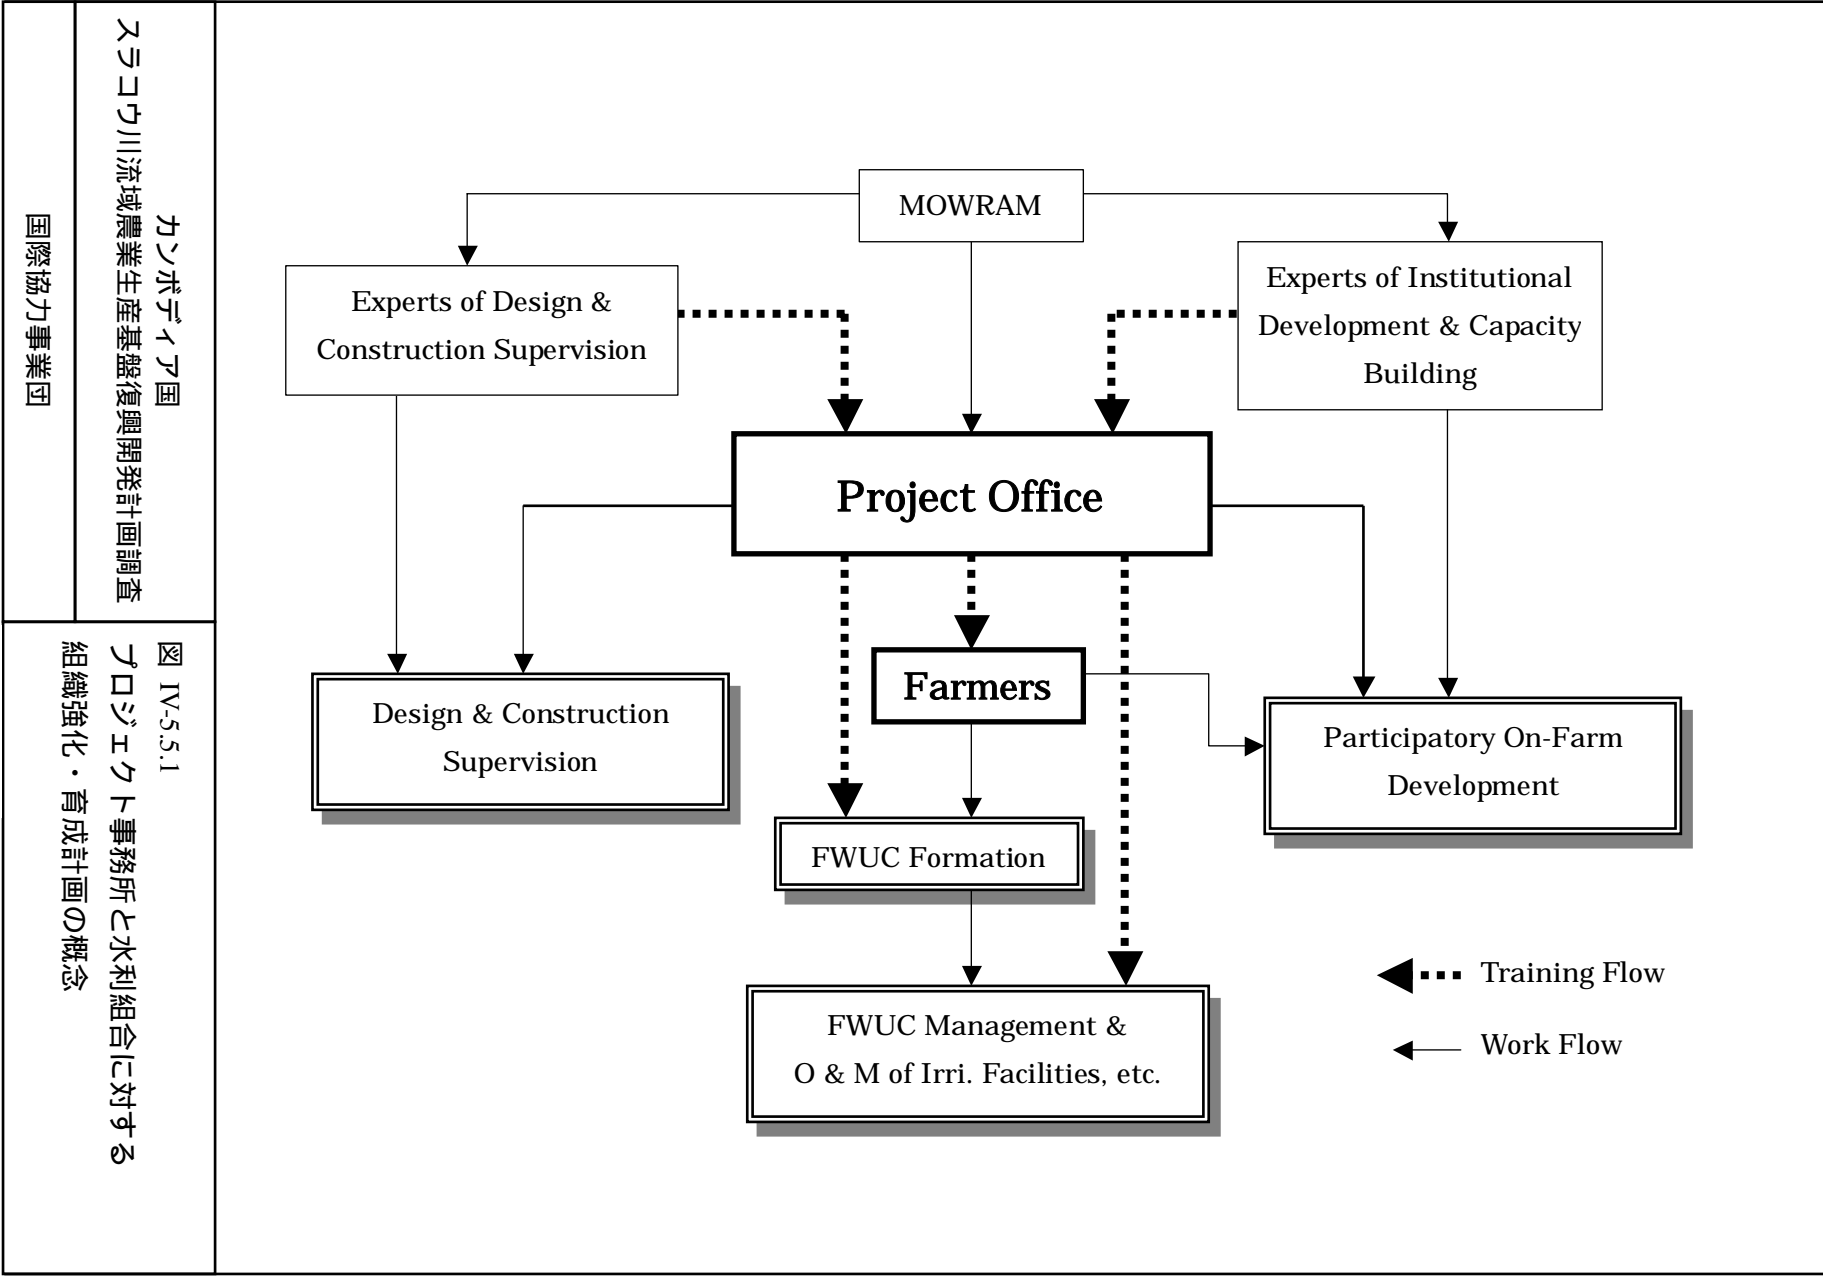 カンボディア国
スラコウ川流域農業生産基盤復興開発計画調査
国際協力事業団
図 IV-5.5.1
プロジェクト事務所と水利組合に対する
組織強化・育成計画の概念
MOWRAM
Experts of Design &
Construction Supervision
Experts of Institutional
Development & Capacity
Building
Project Office
Farmers
Design & Construction
Supervision
Participatory On-Farm
Development
FWUC Formation
FWUC Management &
O & M of Irri. Facilities, etc.
Training Flow
Work Flow